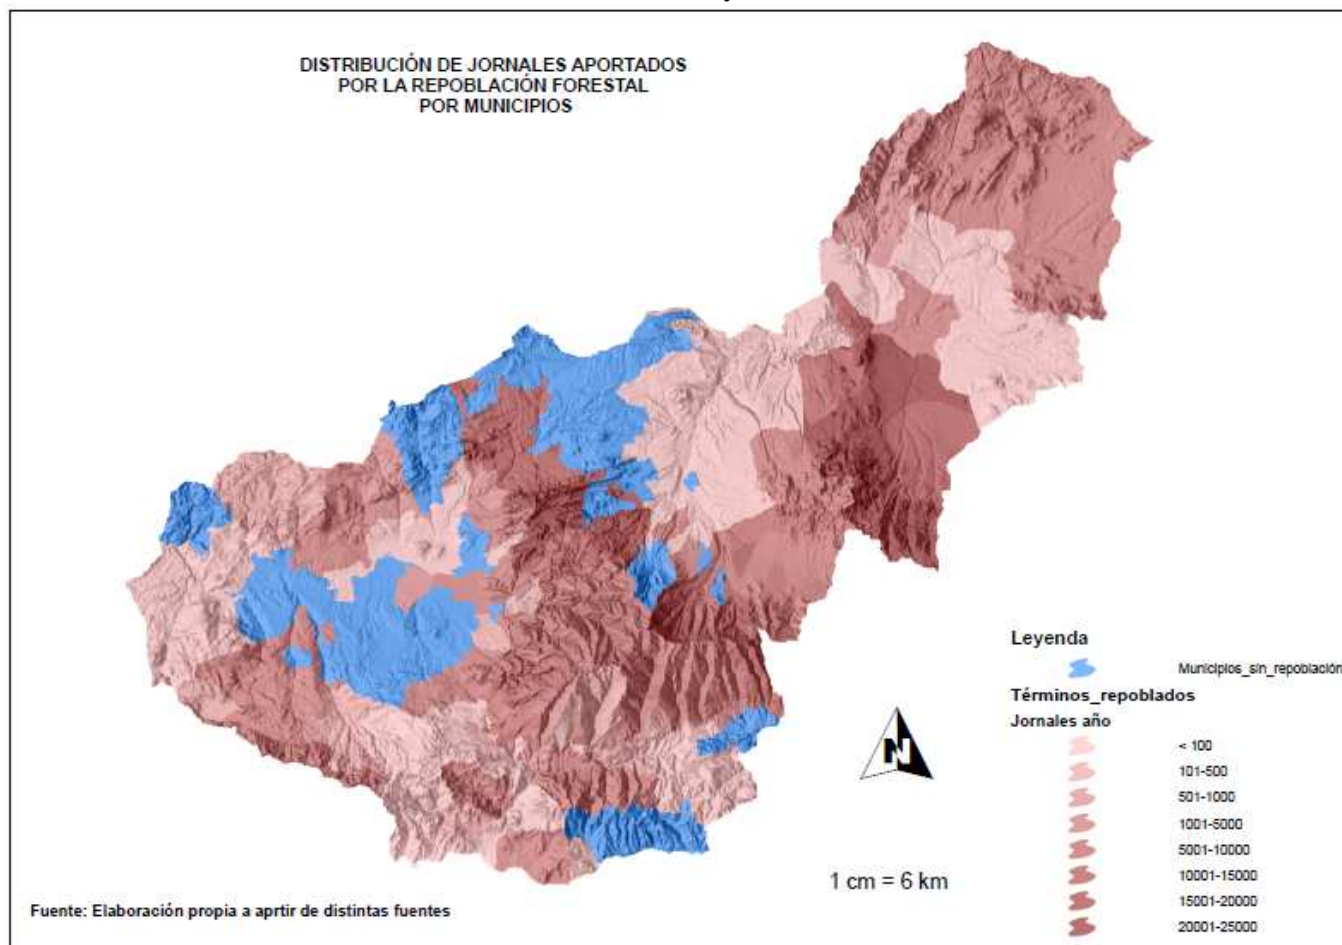 DISTRIBUCIÓN DE JORNALES APORTADOS
POR LA REPOBLACIÓN FORESTAL
POR MUNICIPIOS
Leyenda
Municipios_sin_repoblación
Términos_repoblados
Jornales año
< 100
101-500
501-1000
1001-5000
5001-10000
10001-15000
15001-20000
20001-25000
N
1 cm = 6 km
Fuente: Elaboración propia a aprtir de distintas fuentes